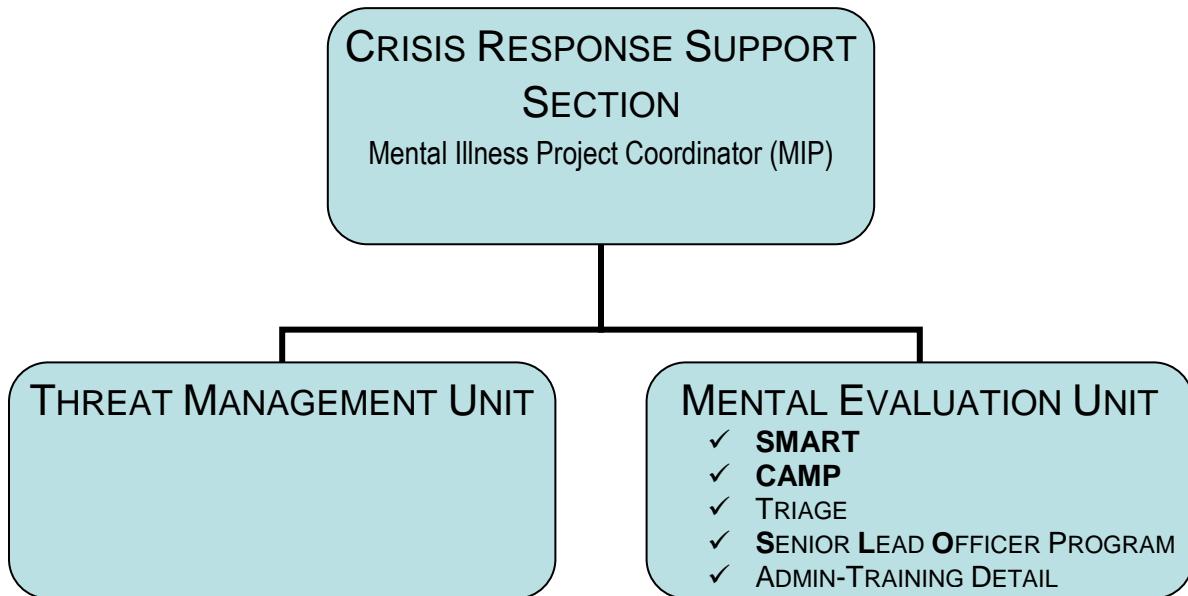 CRISIS RESPONSE SUPPORT
SECTION
Mental Illness Project Coordinator (MIP)
THREAT MANAGEMENT UNIT
MENTAL EVALUATION UNIT
✓ SMART
✓ CAMP
✓ TRIAGE
✓ SENIOR LEAD OFFICER PROGRAM
✓ ADMIN-TRAINING DETAIL